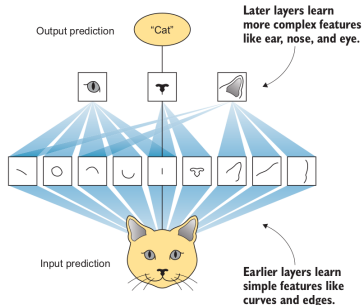 Later layers learn
more complex features
like ear, nose, and eye.
Output prediction
“Cat”
Input prediction
Earlier layers learn
simple features like
curves and edges.